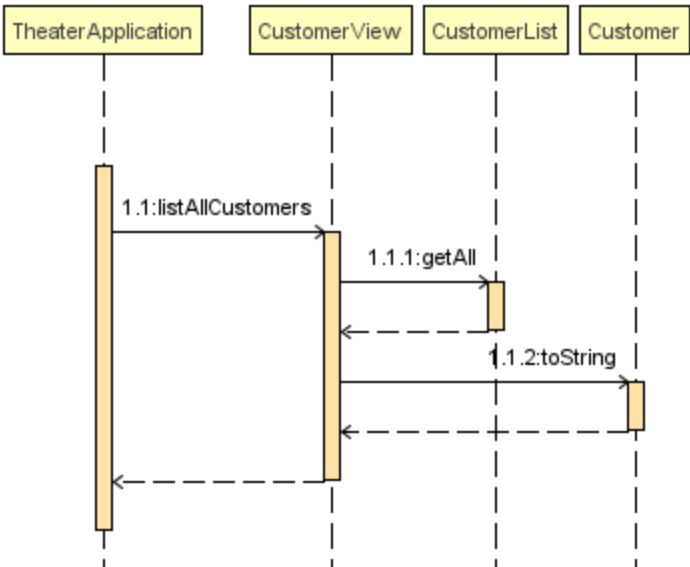 TheaterApplication
CustomerView
CustomerList
Customer
1.1:listAllCustomers
1.1.1:getAll
1.1.2:toString